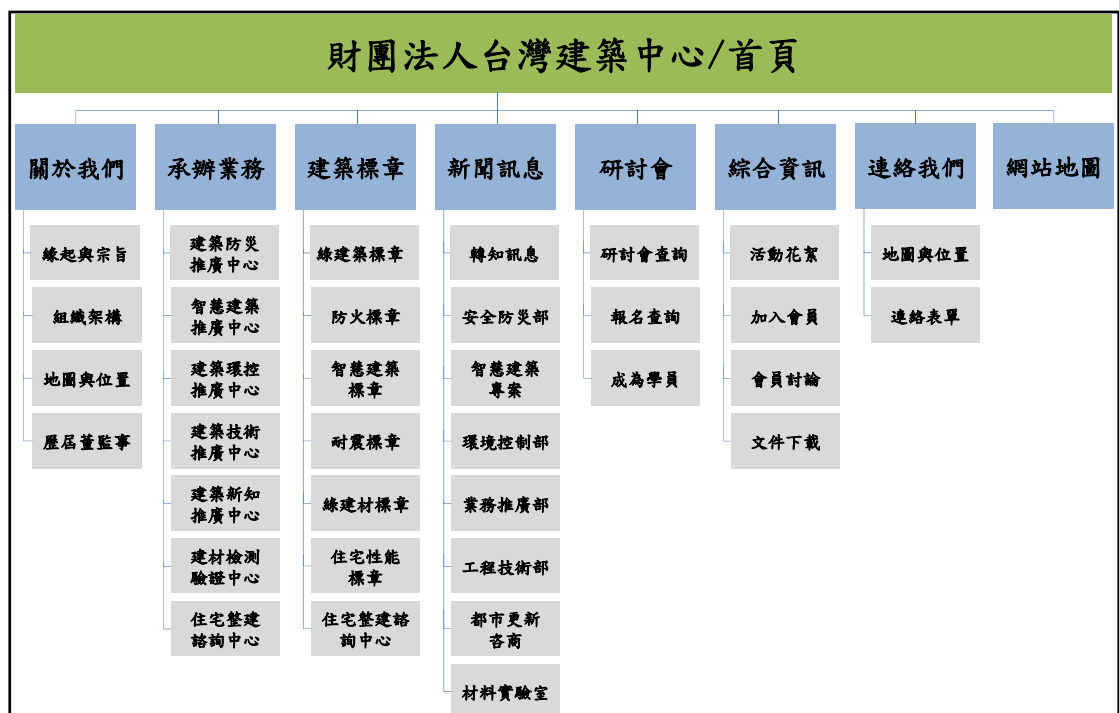 財團法人台灣建築中心/首頁
關於我們
承辦業務
建築標章
新聞訊息
研討會
綜合資訊
連絡我們
網站地圖
緣起與宗旨
組織架構
地圖與位置
歷屆董監事
建築防災
推廣中心
智慧建築
推廣中心
建築環控
推廣中心
建築技術
推廣中心
建築新知
推廣中心
建材檢測
驗證中心
住宅整建
諮詢中心
綠建築標章
防火標章
智慧建築
標章
耐震標章
綠建材標章
住宅性能
標章
住宅整建諮
詢中心
轉知訊息
安全防災部
智慧建築
專案
環境控制部
業務推廣部
工程技術部
都市更新
咨商
材料實驗室
研討會查詢
報名查詢
成為學員
活動花絮
加入會員
會員討論
文件下載
地圖與位置
連絡表單